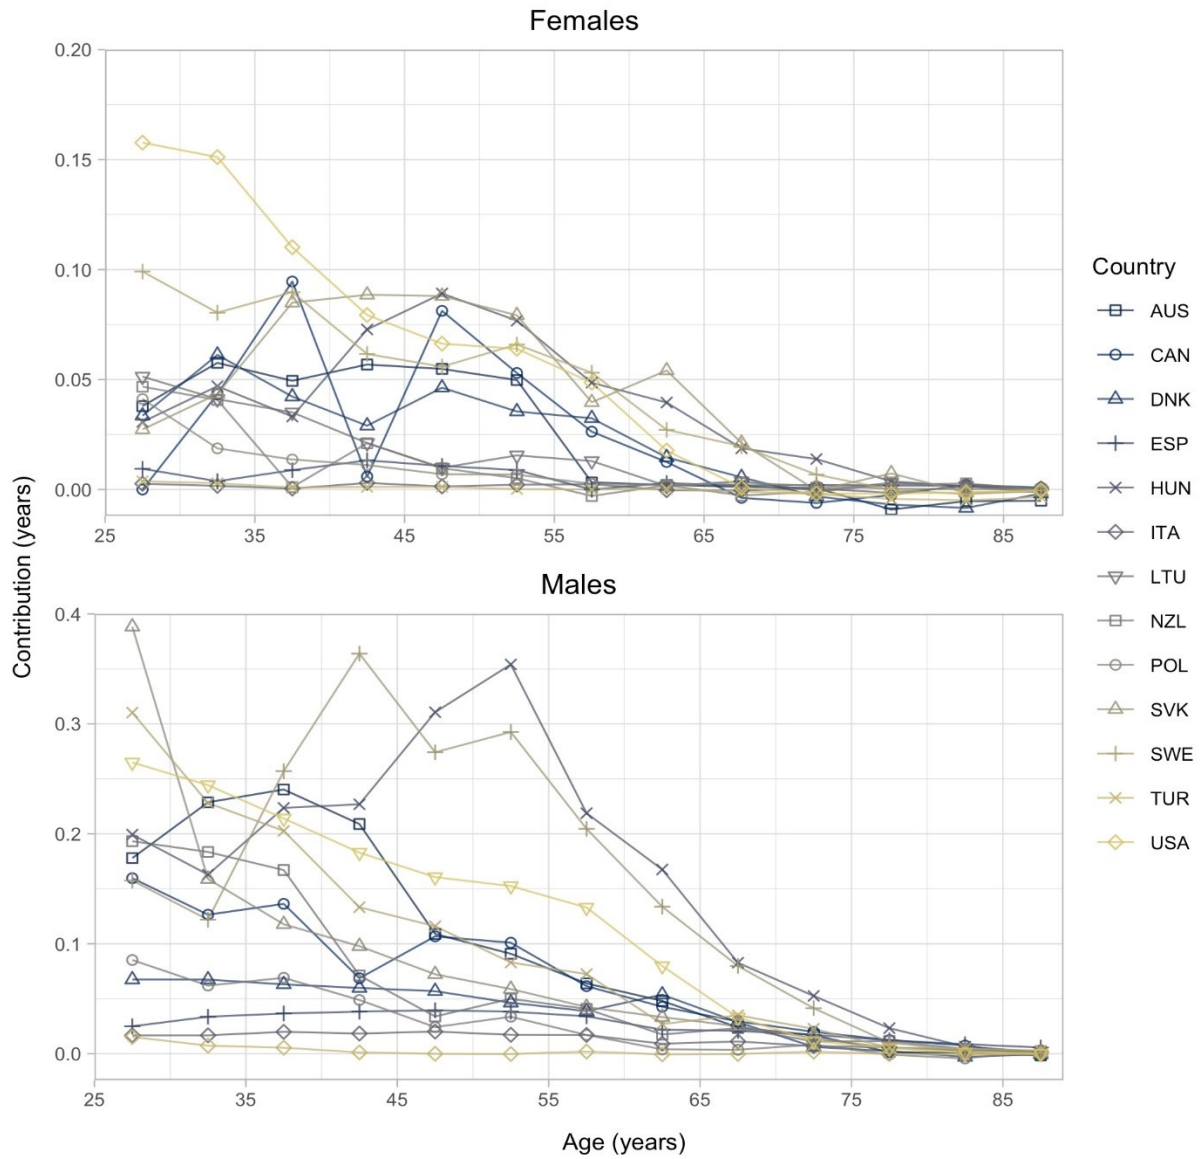 Females
0.20
0.15
0.10
0.05
0.00
25 35 45 55 65 75 85
Contribution (years)
Males
0.4
0.3
0.2
0.1
0.0
25 35 45 55 65 75 85
Age (years)
Country
AUS
CAN
DNK
ESP
HUN
ITA
LTU
NZL
POL
SVK
SWE
TUR
USA